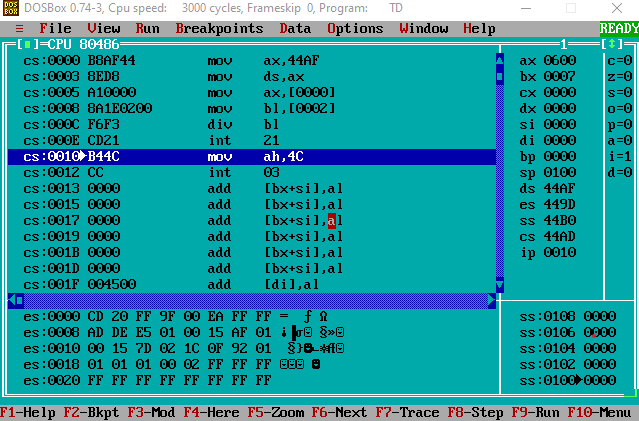 DOS BOX DOSBox 0.74-3, Cpu speed: 3000 cycles, Frameskip 0, Program: TD
≡ File View Run Breakpoints Data Options Window Help READY
CPU 80486 1
cs:0000 B8AF44 mov ax,44AF ax 0600 c=0
cs:0003 8ED8 mov ds,ax bx 0007 z=0
cs:0005 A10000 mov ax,[0000] cx 0000 s=0
cs:0008 8A1E0200 mov bl,[0002] dx 0000 o=0
cs:000C F6F3 div bl si 0000 p=0
cs:000E CD21 int 21 di 0000 a=0
cs:0010▶B44C mov ah,4C bp 0000 i=1
cs:0012 CC int 03 sp 0100 d=0
cs:0013 0000 add [bx+si],al ds 44AF
cs:0015 0000 add [bx+si],al es 449D
cs:0017 0000 add [bx+si],al ss 44B0
cs:0019 0000 add [bx+si],al cs 44AD
cs:001B 0000 add [bx+si],al ip 0010
cs:001D 0000 add [bx+si],al
cs:001F 004500 add [di],al
es:0000 CD 20 FF 9F 00 EA FF FF = ƒ Ω ss:0108 0000
es:0008 AD DE E5 01 00 15 AF 01 ¡▐σ☺ §»☺ ss:0106 0000
es:0010 00 15 7D 02 1C 0F 92 01 §}☻∟☼Æ☺ ss:0104 0000
es:0018 01 01 01 00 02 FF FF FF ☺☺☺ ☻ ss:0102 0000
es:0020 FF FF FF FF FF FF FF FF ss:0100▶0000
F1-Help F2-Bkpt F3-Mod F4-Here F5-Zoom F6-Next F7-Trace F8-Step F9-Run F10-Menu